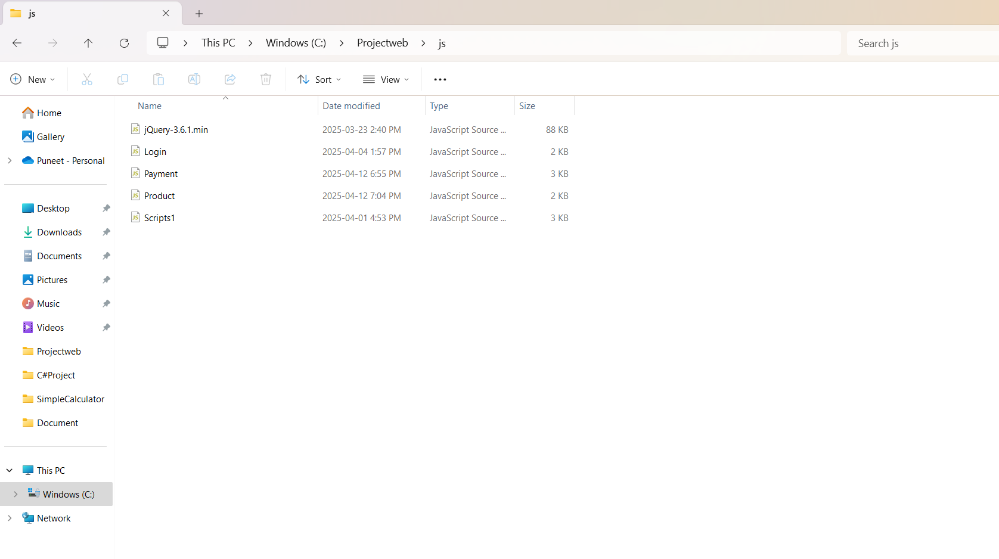 js
This PC Windows (C:) Projectweb js Search js
New Sort View
Name Date modified Type Size
jQuery-3.6.1.min 2025-03-23 2:40 PM JavaScript Source ... 88 KB
Login 2025-04-04 1:57 PM JavaScript Source ... 2 KB
Payment 2025-04-12 6:55 PM JavaScript Source ... 3 KB
Product 2025-04-12 7:04 PM JavaScript Source ... 2 KB
Scripts1 2025-04-01 4:53 PM JavaScript Source ... 3 KB
Home
Gallery
Puneet - Personal
Desktop
Downloads
Documents
Pictures
Music
Videos
Projectweb
C#Project
SimpleCalculator
Document
This PC
Windows (C:)
Network